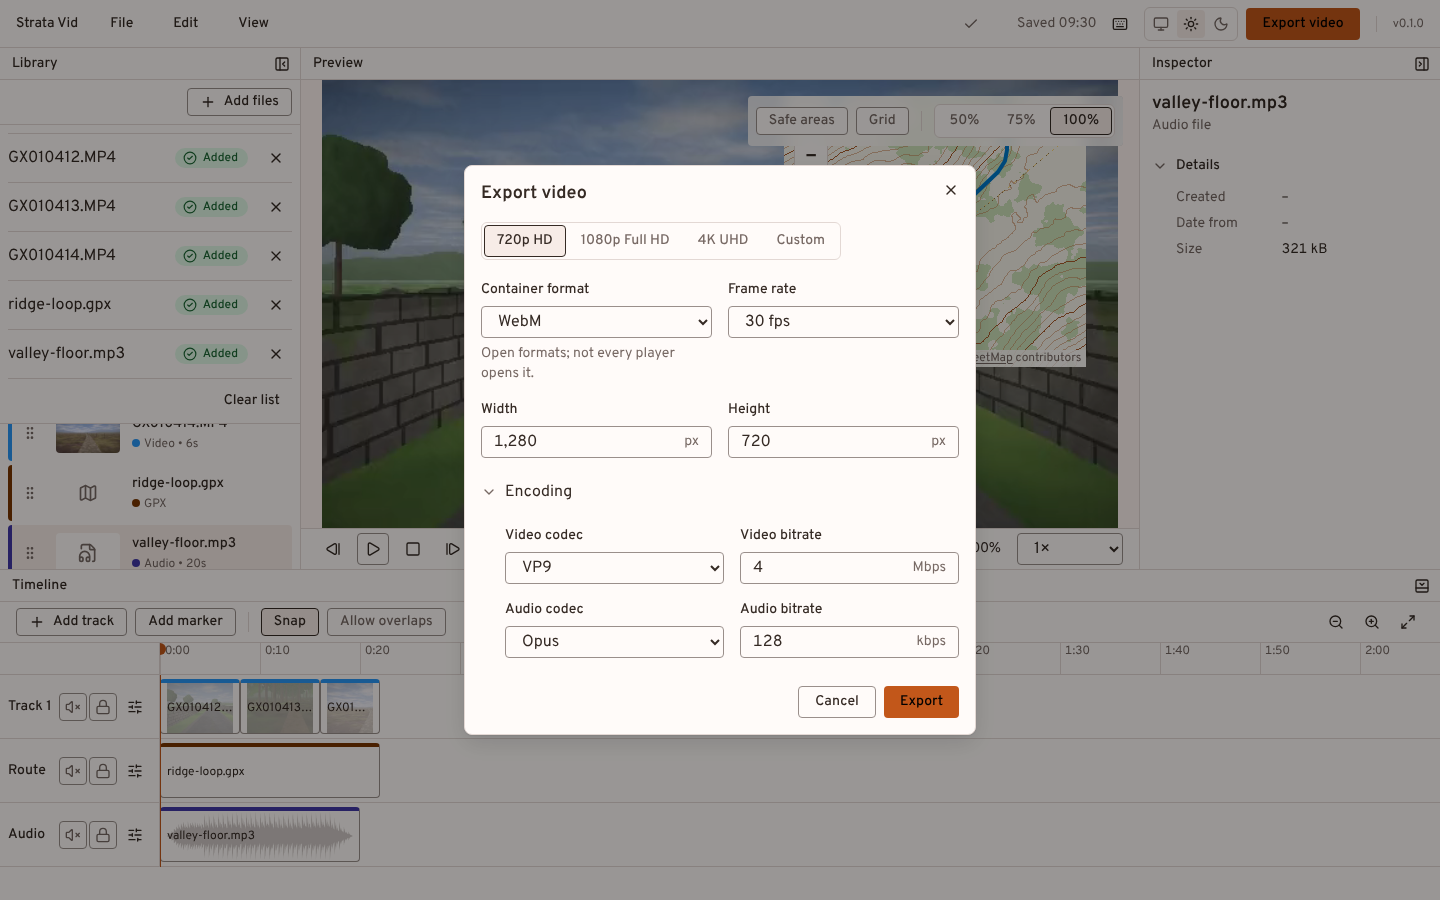 Strata Vid File Edit View Saved 09:30 Export video v0.1.0
Library
Add files
GX010412.MP4 Added
GX010413.MP4 Added
GX010414.MP4 Added
ridge-loop.gpx Added
valley-floor.mp3 Added
Clear list
Video • 6s
ridge-loop.gpx
GPX
valley-floor.mp3
Audio • 20s
Preview
Safe areas Grid 50% 75% 100%
contributors
1×
Inspector
valley-floor.mp3
Audio file
Details
Created –
Date from –
Size 321 kB
Export video
720p HD 1080p Full HD 4K UHD Custom
Container format Frame rate
WebM 30 fps
Open formats; not every player
opens it.
Width Height
1,280 px 720 px
Encoding
Video codec Video bitrate
VP9 4 Mbps
Audio codec Audio bitrate
Opus 128 kbps
Cancel Export
Timeline
Add track Add marker Snap Allow overlaps
0:00 0:10 0:20 1:30 1:40 1:50 2:00
Track 1 GX010412... GX010413... GX01...
Route ridge-loop.gpx
Audio valley-floor.mp3